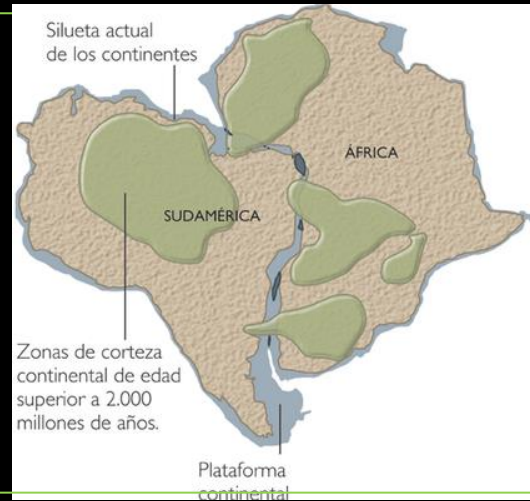 Silueta actual
de los continentes
ÁFRICA
SUDAMÉRICA
Zonas de corteza
continental de edad
superior a 2.000
millones de años.
Plataforma
continental